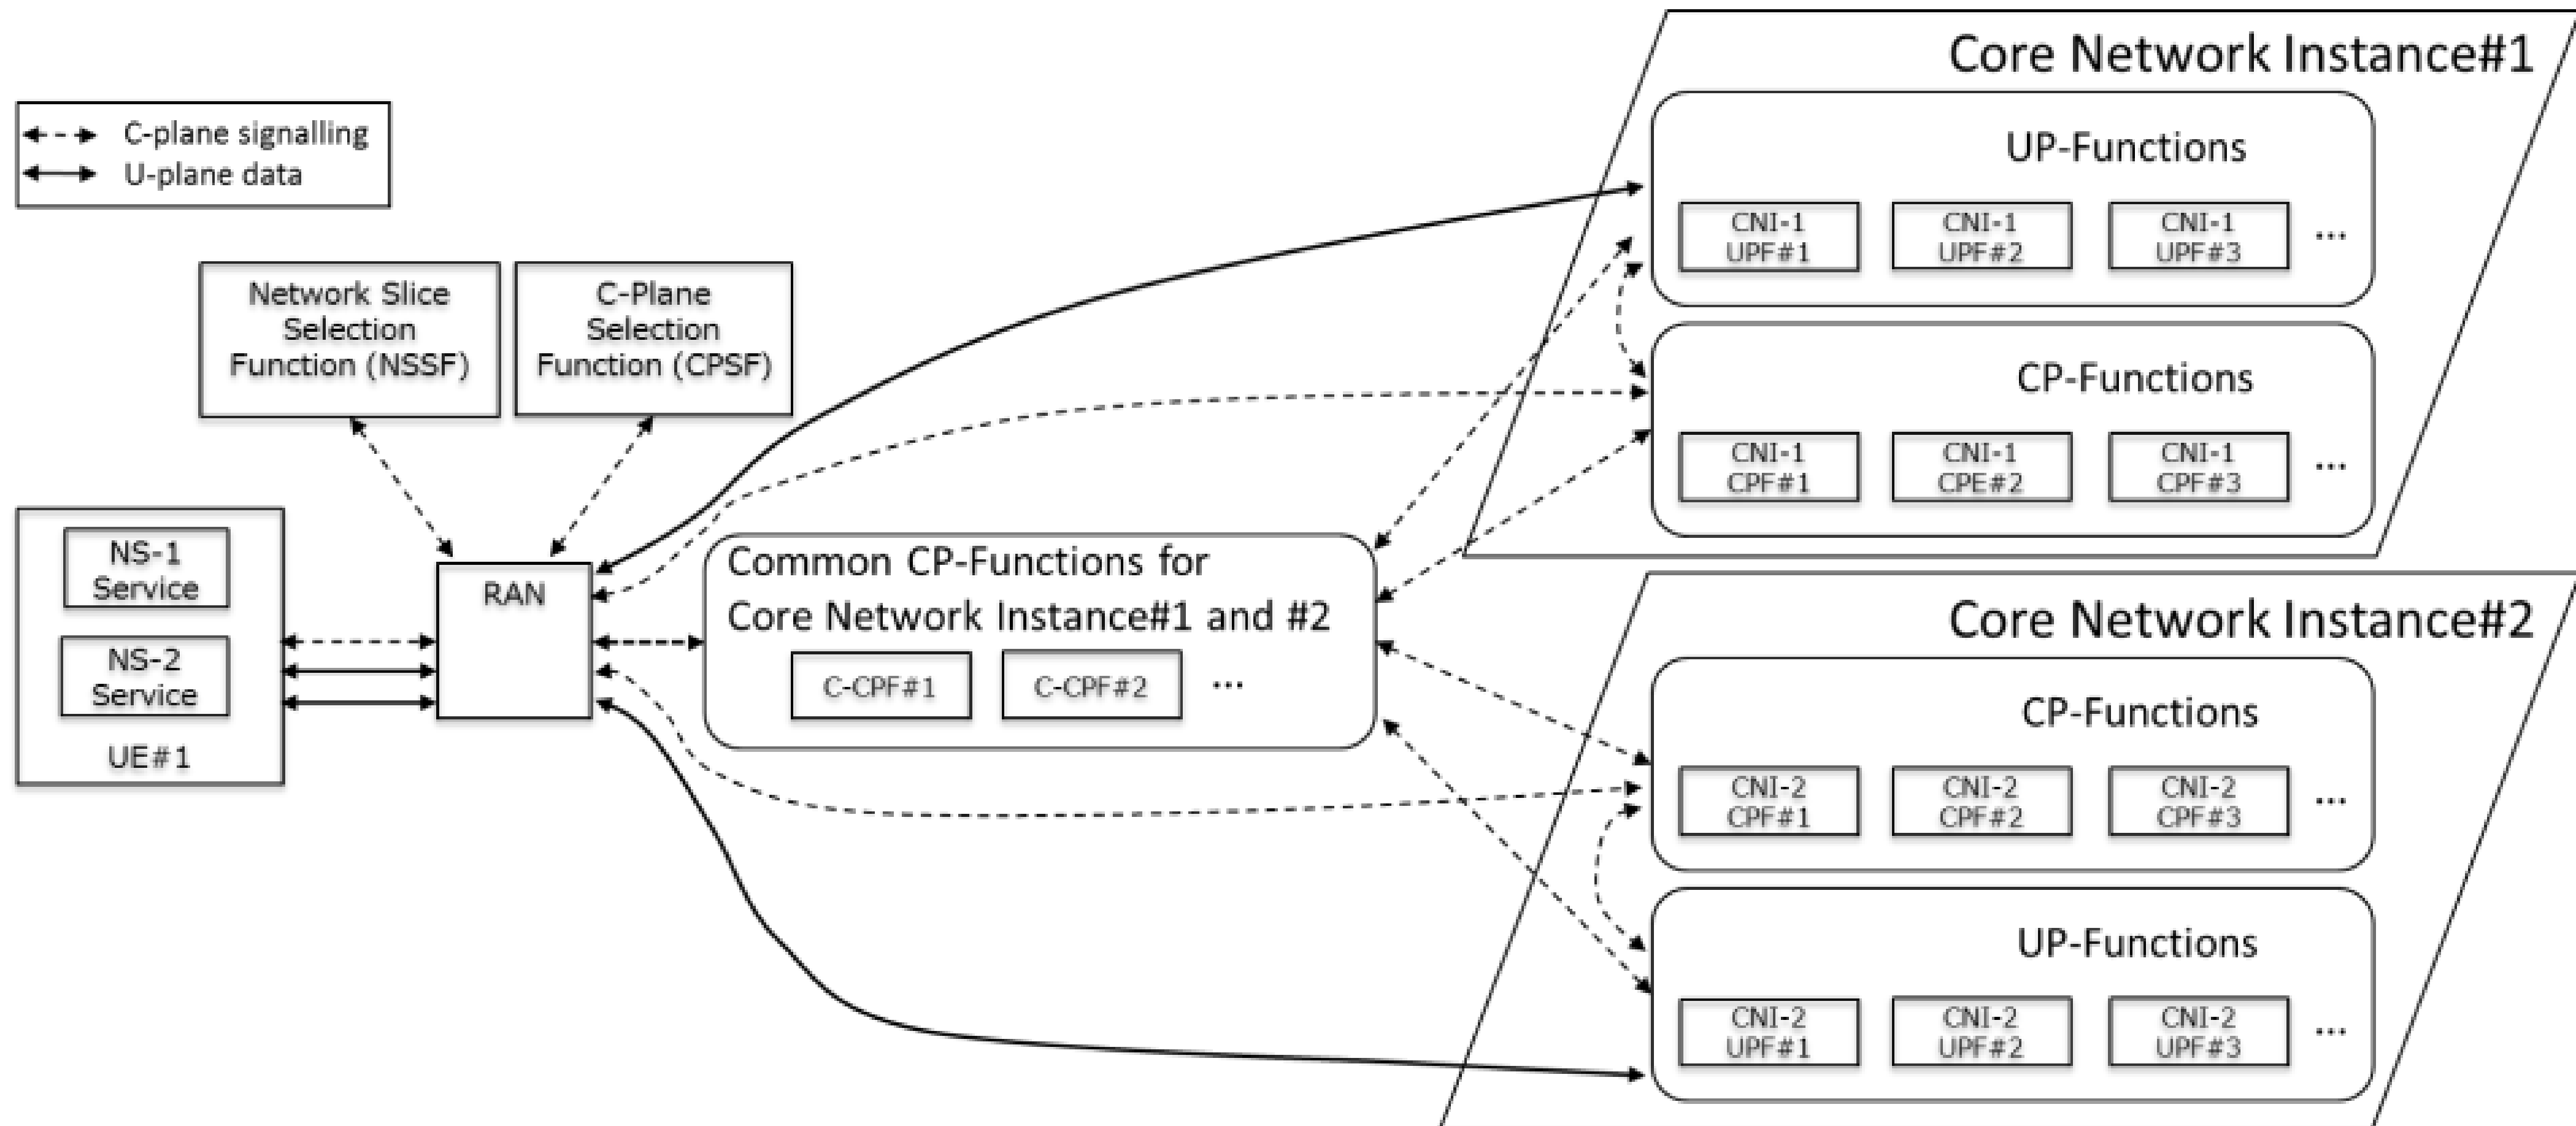 Core Network Instance#1
UP-Functions
CNI-1
UPF#1
CNI-1
UPF#2
CNI-1
UPF#3
...
CP-Functions
CNI-1
CPF#1
CNI-1
CPE#2
CNI-1
CPF#3
...
C-plane signalling
U-plane data
Network Slice
Selection
Function (NSSF)
C-Plane
Selection
Function (CPSF)
NS-1
Service
NS-2
Service
UE#1
RAN
Common CP-Functions for
Core Network Instance#1 and #2
C-CPF#1
C-CPF#2
...
Core Network Instance#2
CP-Functions
CNI-2
CPF#1
CNI-2
CPF#2
CNI-2
CPF#3
...
UP-Functions
CNI-2
UPF#1
CNI-2
UPF#2
CNI-2
UPF#3
...